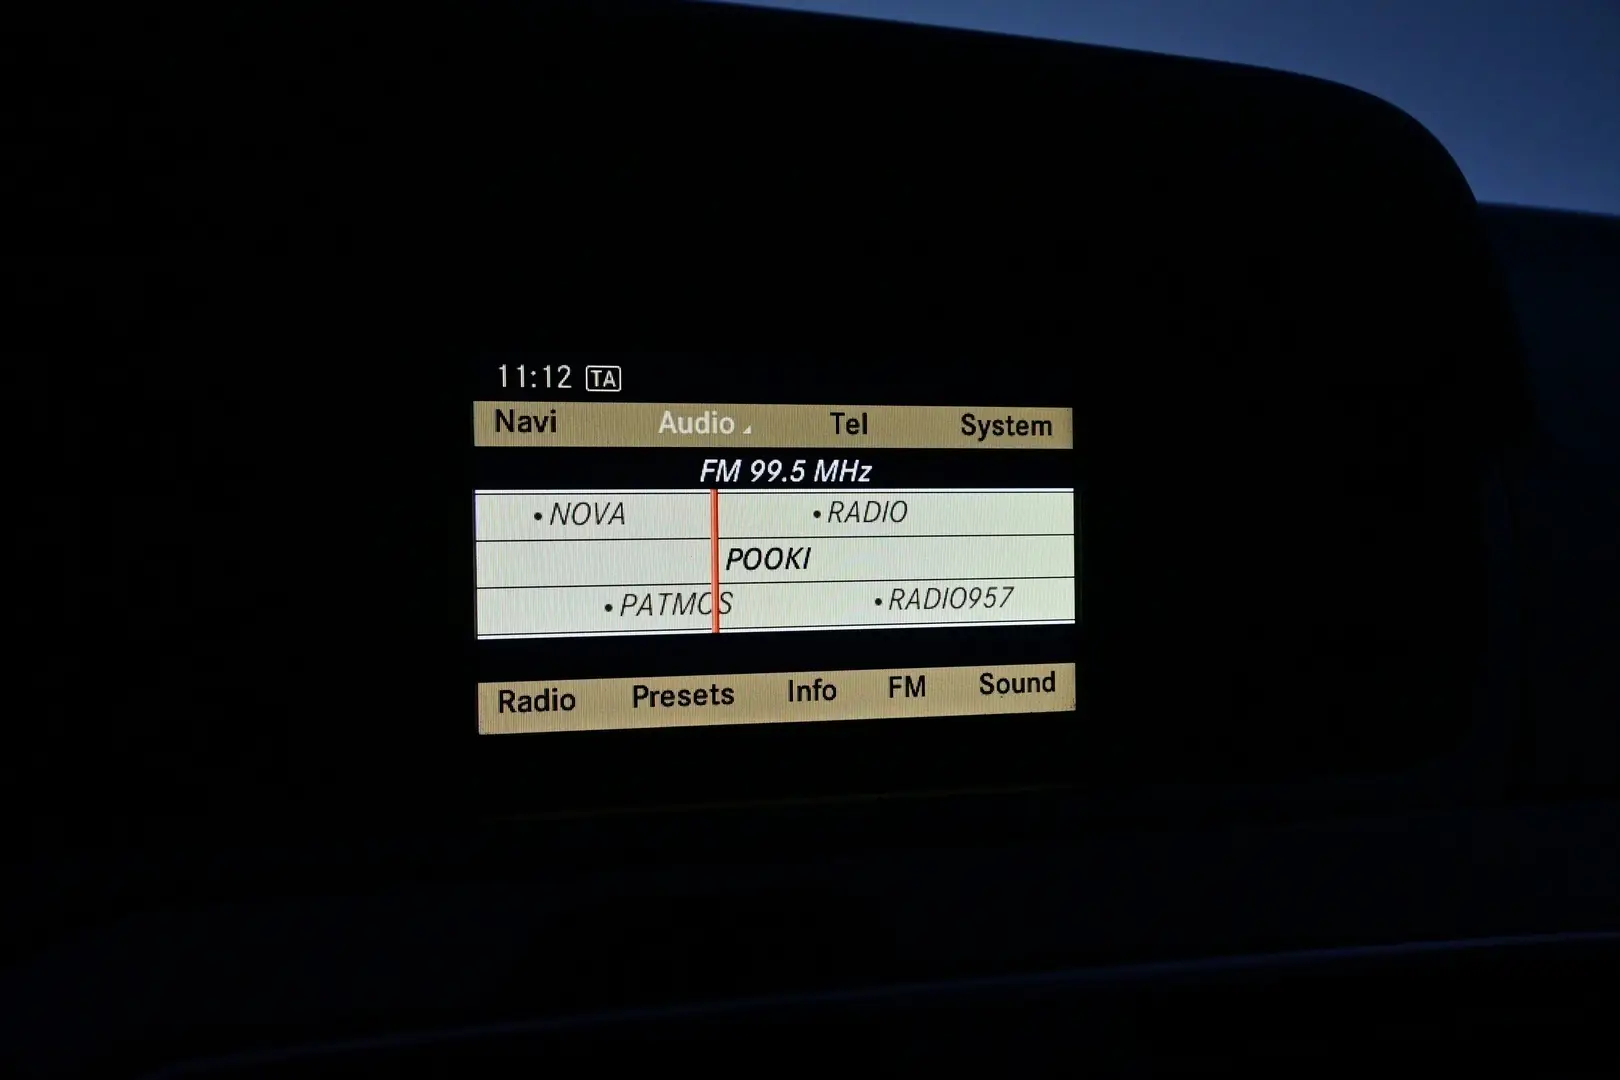 11:12 TA
Navi Audio Tel System
FM 99.5 MHz
•NOVA •RADIO
POOKI
•PATMOS •RADIO957
Radio Presets Info FM Sound